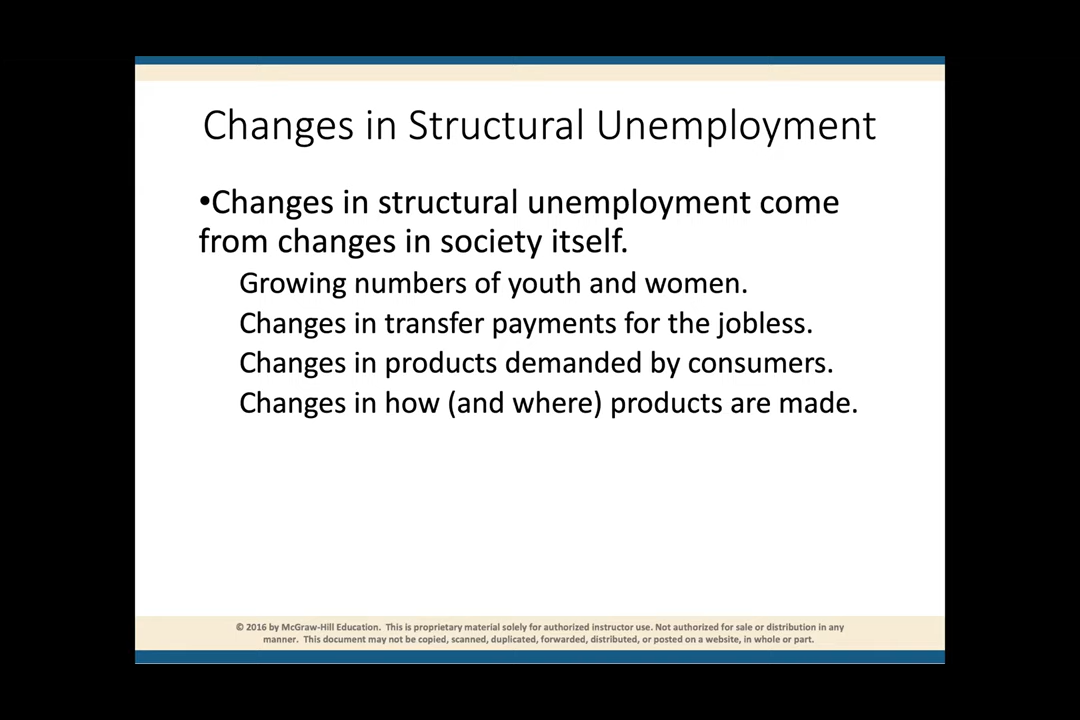 Changes in Structural Unemployment
•Changes in structural unemployment come
from changes in society itself.
Growing numbers of youth and women.
Changes in transfer payments for the jobless.
Changes in products demanded by consumers.
Changes in how (and where) products are made.
© 2016 by McGraw-Hill Education. This is proprietary material solely for authorized instructor use. Not authorized for sale or distribution in any
manner. This document may not be copied, scanned, duplicated, forwarded, distributed, or posted on a website, in whole or part.